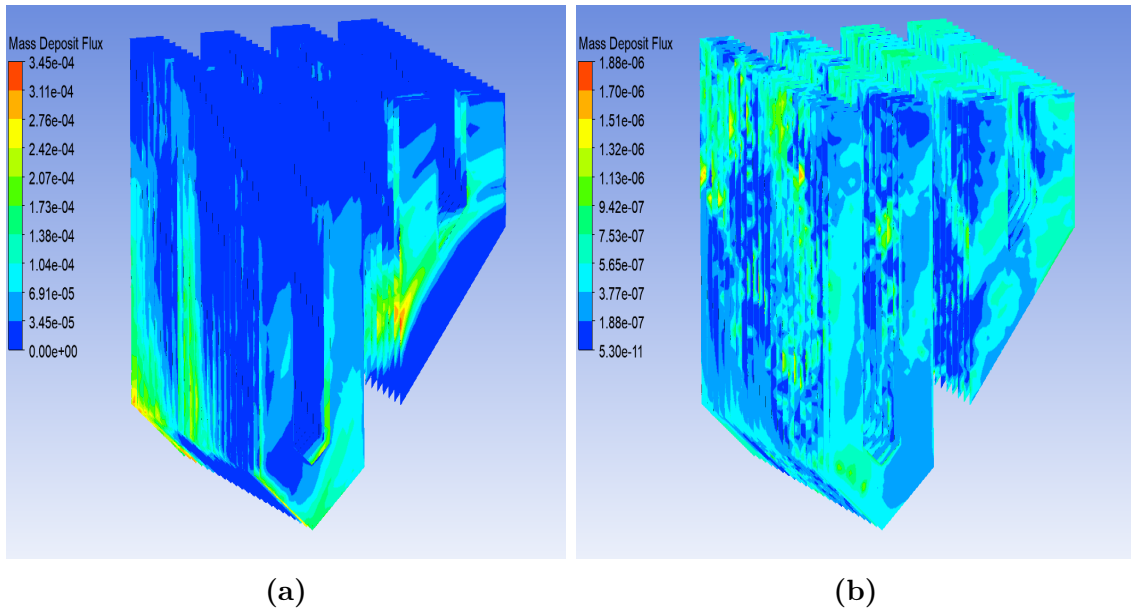 Mass Deposit Flux
3.45e-04
3.11e-04
2.76e-04
2.42e-04
2.07e-04
1.73e-04
1.38e-04
1.04e-04
6.91e-05
3.45e-05
0.00e+00
Mass Deposit Flux
1.88e-06
1.70e-06
1.51e-06
1.32e-06
1.13e-06
9.42e-07
7.53e-07
5.65e-07
3.77e-07
1.88e-07
5.30e-11
(a)
(b)